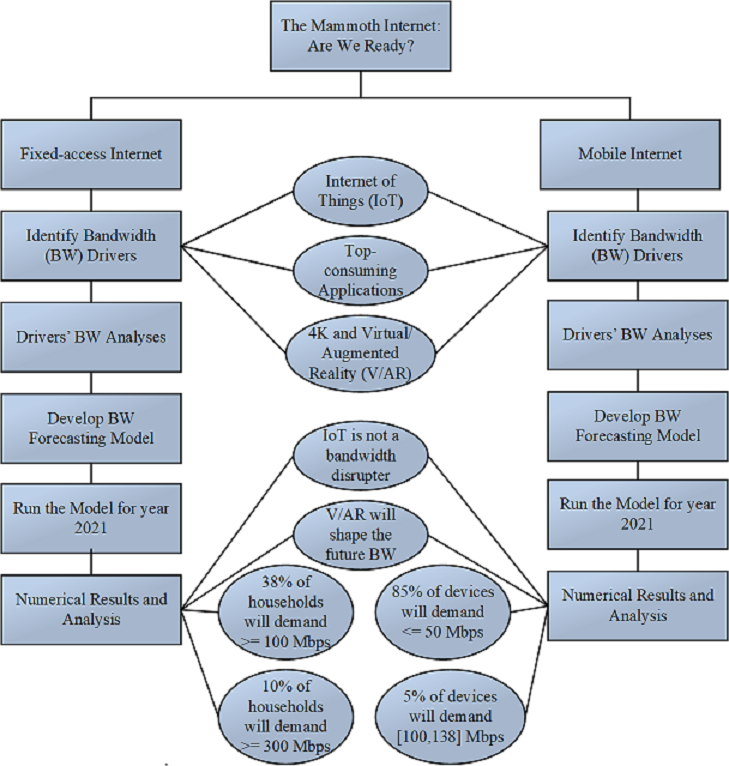 The Mammoth Internet:
Are We Ready?
Fixed-access Internet
Mobile Internet
Internet of
Things (IoT)
Identify Bandwidth
(BW) Drivers
Identify Bandwidth
(BW) Drivers
Top-
consuming
Applications
Drivers' BW Analyses
4K and Virtual/
Augmented
Reality (V/AR)
Drivers' BW Analyses
Develop BW
Forecasting Model
Develop BW
Forecasting Model
IoT is not a
bandwidth
disrupter
Run the Model for year
2021
Run the Model for year
2021
V/AR will
shape the
future BW
Numerical Results and
Analysis
38% of
households
will demand
>= 100 Mbps
85% of devices
will demand
<= 50 Mbps
Numerical Results and
Analysis
10% of
households
will demand
>= 300 Mbps
5% of devices
will demand
[100,138] Mbps